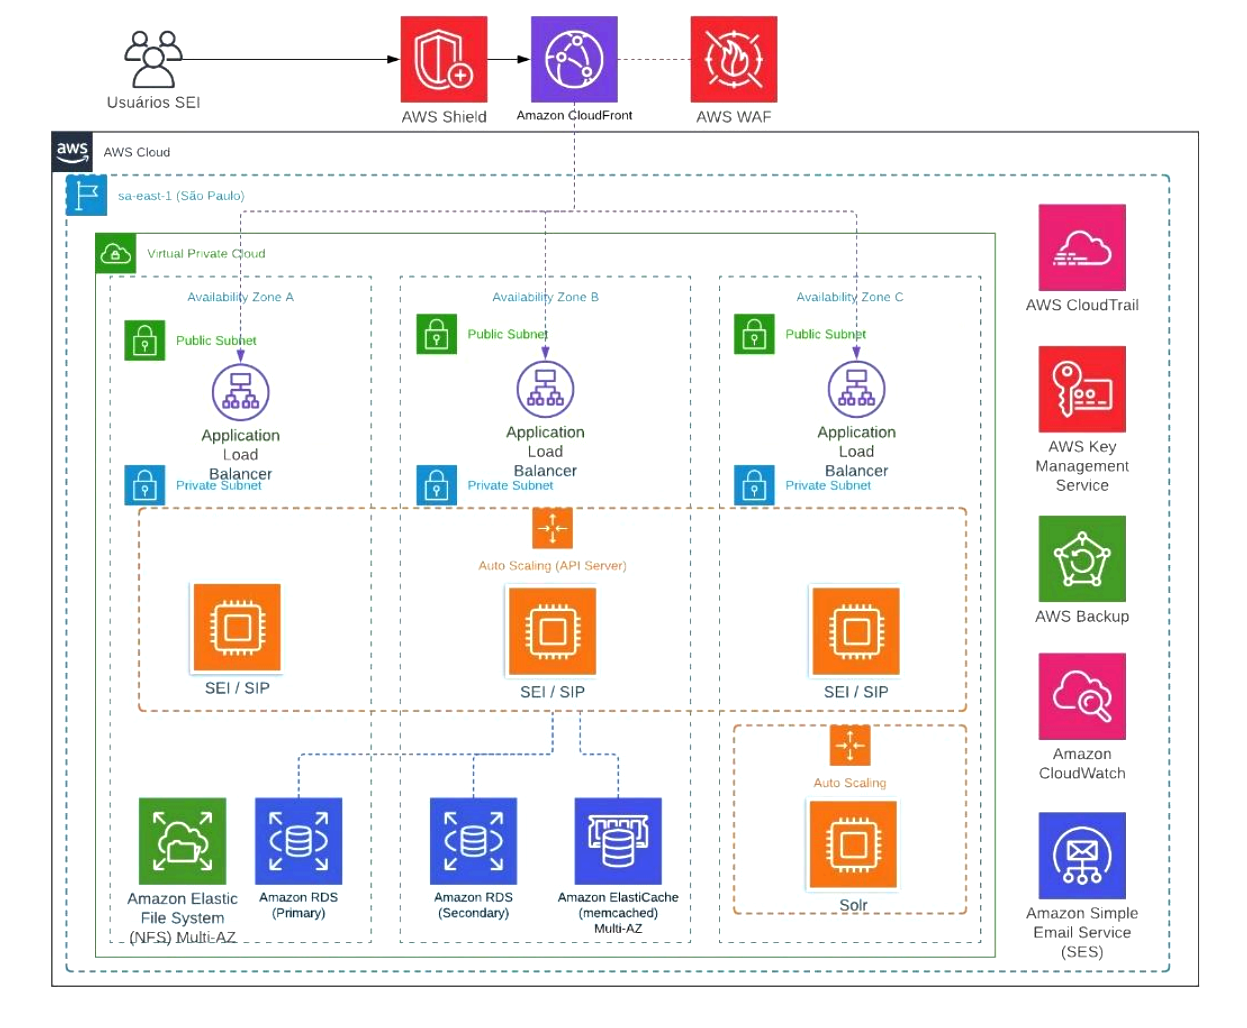 Usuários SEI
AWS Shield
Amazon CloudFront
AWS WAF
aws
AWS Cloud
sa-east-1 (São Paulo)
Virtual Private Cloud
Availability Zone A
Availability Zone B
Availability Zone C
Public Subnet
Public Subnet
Public Subnet
Application
Load
Balancer
Application
Load
Balancer
Application
Load
Balancer
Private Subnet
Private Subnet
Private Subnet
Auto Scaling (API Server)
SEI / SIP
SEI / SIP
SEI / SIP
Auto Scaling
Solr
Amazon Elastic
File System
(NFS) Multi-AZ
Amazon RDS
(Primary)
Amazon RDS
(Secondary)
Amazon ElastiCache
(memcached)
Multi-AZ
AWS CloudTrail
AWS Key
Management
Service
AWS Backup
Amazon
CloudWatch
Amazon Simple
Email Service
(SES)